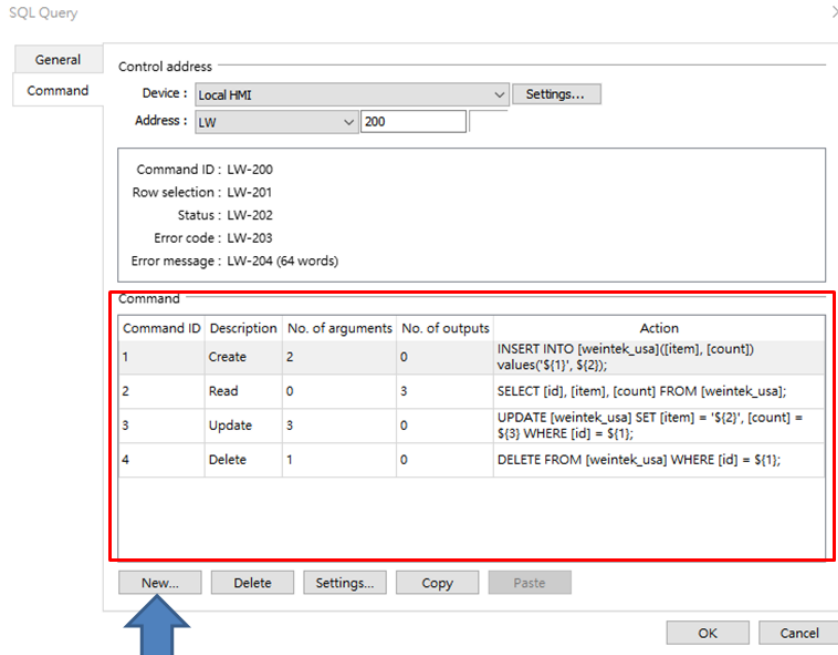 SQL Query
General
Command
Control address
Device : Local HMI Settings...
Address : LW 200
Command ID : LW-200
Row selection : LW-201
Status : LW-202
Error code : LW-203
Error message : LW-204 (64 words)
Command
Command ID Description No. of arguments No. of outputs Action
1 Create 2 0 INSERT INTO [weintek_usa]([item], [count])
values('${1}', ${2});
2 Read 0 3 SELECT [id], [item], [count] FROM [weintek_usa];
3 Update 3 0 UPDATE [weintek_usa] SET [item] = '${2}', [count] =
${3} WHERE [id] = ${1};
4 Delete 1 0 DELETE FROM [weintek_usa] WHERE [id] = ${1};
New... Delete Settings... Copy Paste
OK Cancel